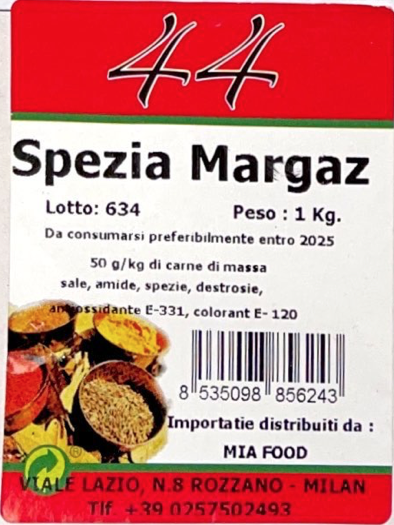 44
Spezia Margaz
Lotto: 634 Peso : 1 Kg.
Da consumarsi preferibilmente entro 2025
50 g/kg di carne di massa
sale, amide, spezie, destrosie,
antiossidante E-331, colorant E- 120
8 535098 856243
Importatie distribuiti da :
MIA FOOD
®
VIALE LAZIO, N.8 ROZZANO - MILAN
Tlf. +39 0257502493